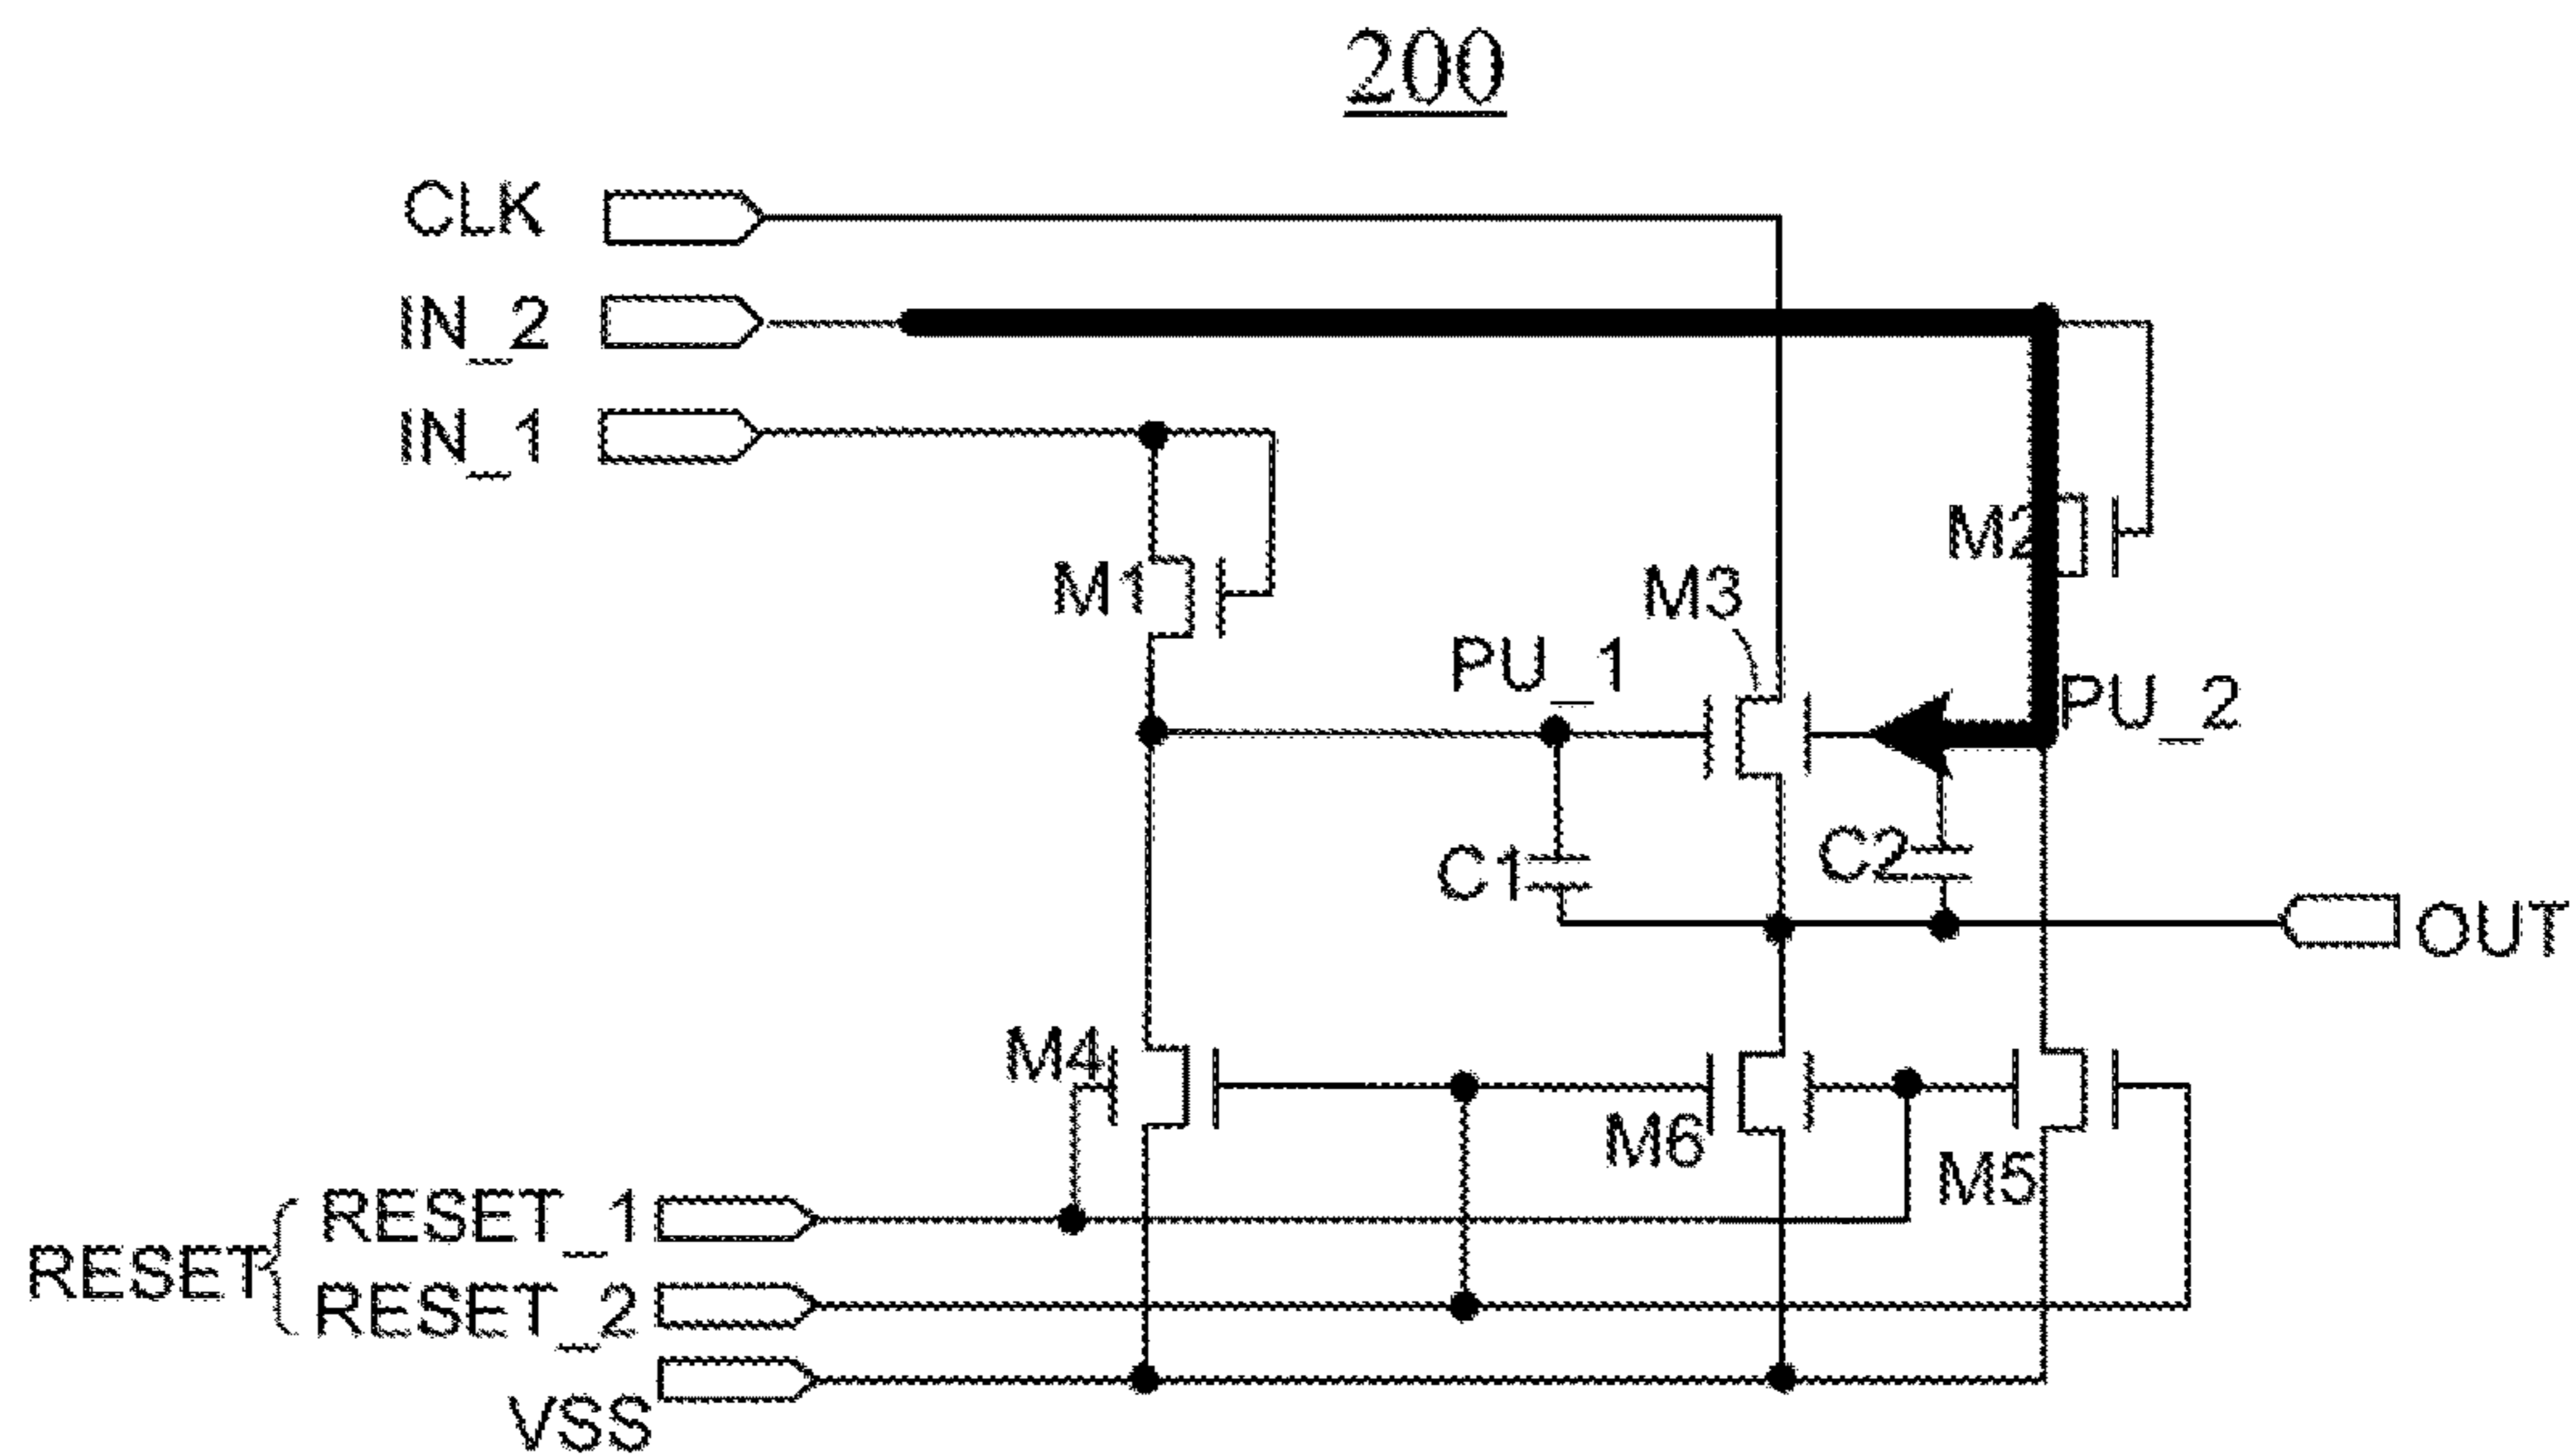 200
CLK
IN_2
IN_1
M1
M2
M3
PU_1
PU_2
C1
C2
OUT
M4
M6
M5
RESET
RESET_1
RESET_2
VSS